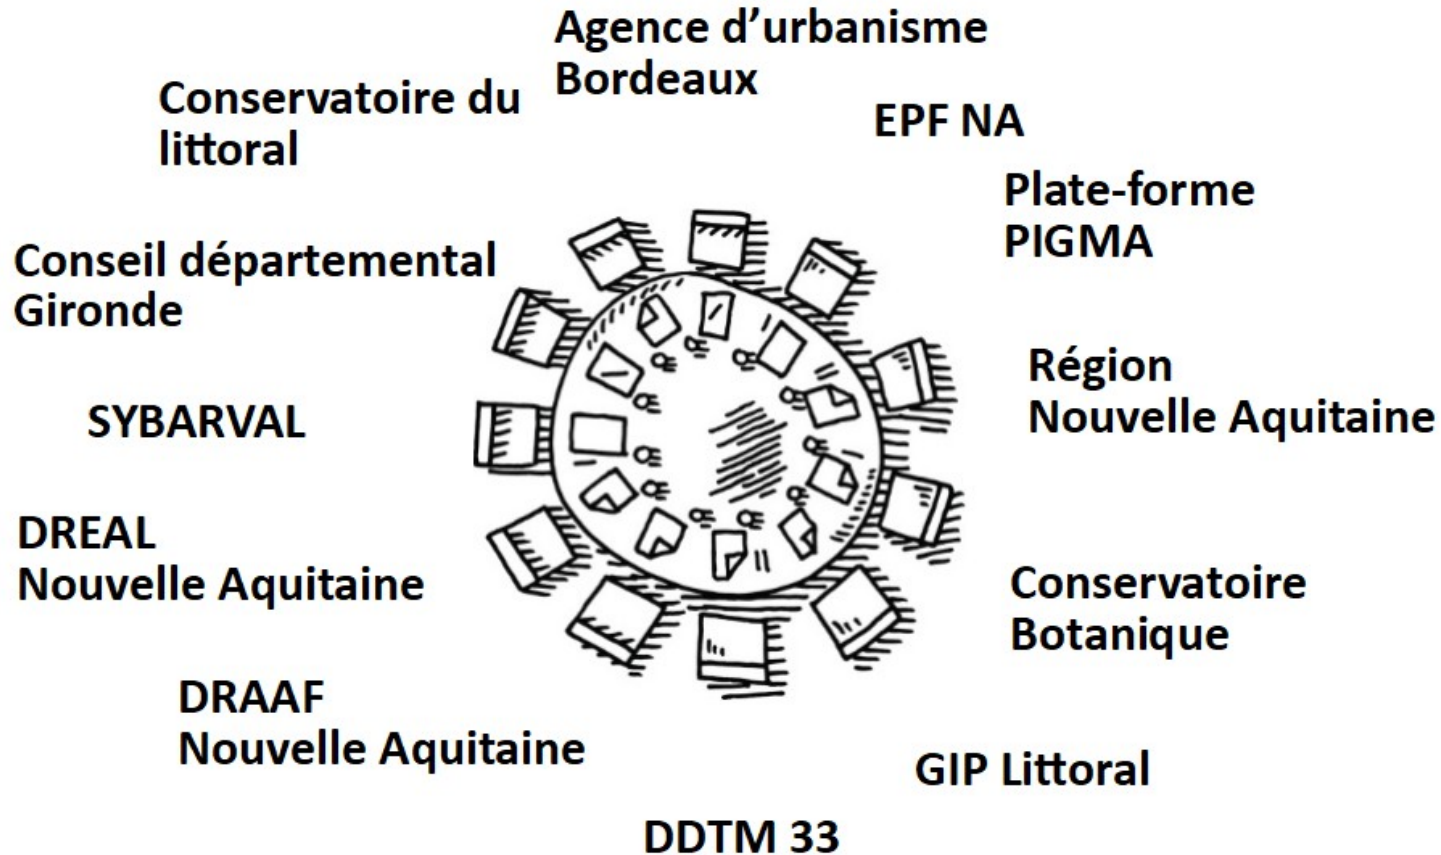 Agence d’urbanisme
Bordeaux
Conservatoire du
littoral
EPF NA
Plate-forme
PIGMA
Conseil départemental
Gironde
Région
Nouvelle Aquitaine
SYBARVAL
DREAL
Nouvelle Aquitaine
Conservatoire
Botanique
DRAAF
Nouvelle Aquitaine
GIP Littoral
DDTM 33